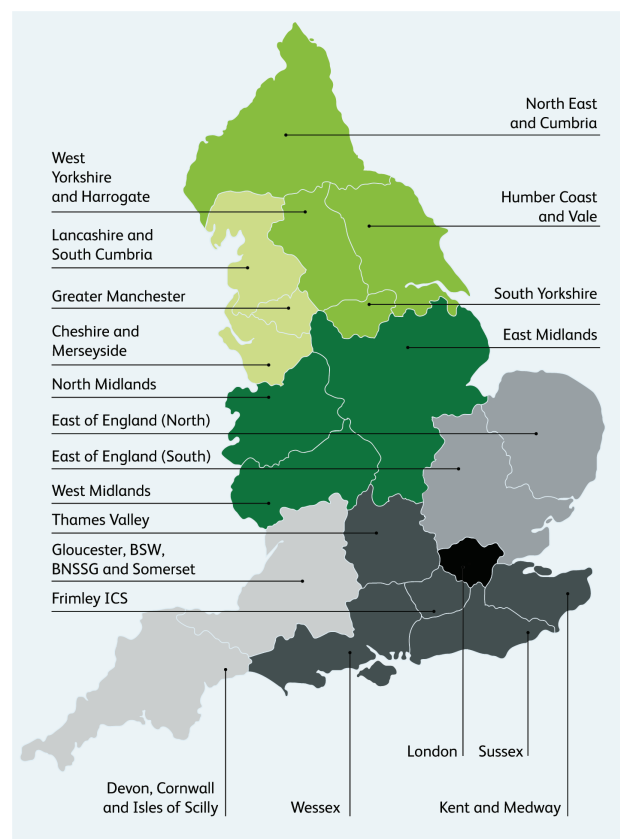 North East
and Cumbria
West
Yorkshire
and Harrogate
Humber Coast
and Vale
Lancashire and
South Cumbria
Greater Manchester
South Yorkshire
Cheshire and
Merseyside
East Midlands
North Midlands
East of England (North)
East of England (South)
West Midlands
Thames Valley
Gloucester, BSW,
BNSSG and Somerset
Frimley ICS
London
Sussex
Devon, Cornwall
and Isles of Scilly
Wessex
Kent and Medway